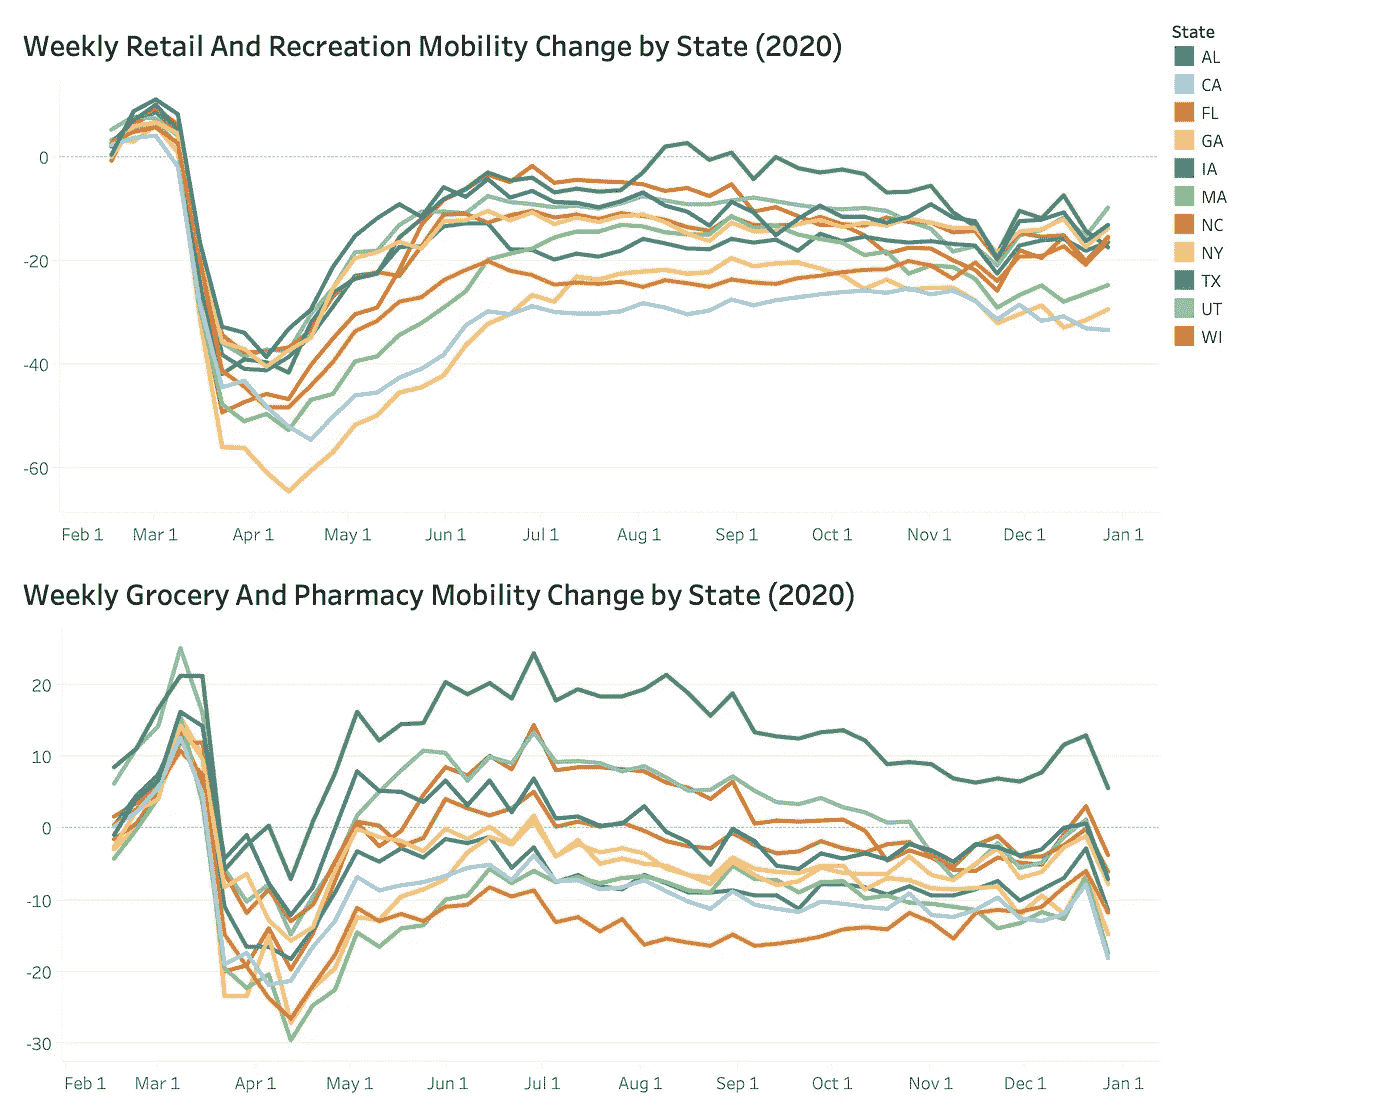 Weekly Retail And Recreation Mobility Change by State (2020)
0
-20
-40
-60
Feb 1 Mar 1 Apr 1 May 1 Jun 1 Jul 1 Aug 1 Sep 1 Oct 1 Nov 1 Dec 1 Jan 1
State
AL
CA
FL
GA
IA
MA
NC
NY
TX
UT
WI
Weekly Grocery And Pharmacy Mobility Change by State (2020)
20
10
0
-10
-20
-30
Feb 1 Mar 1 Apr 1 May 1 Jun 1 Jul 1 Aug 1 Sep 1 Oct 1 Nov 1 Dec 1 Jan 1